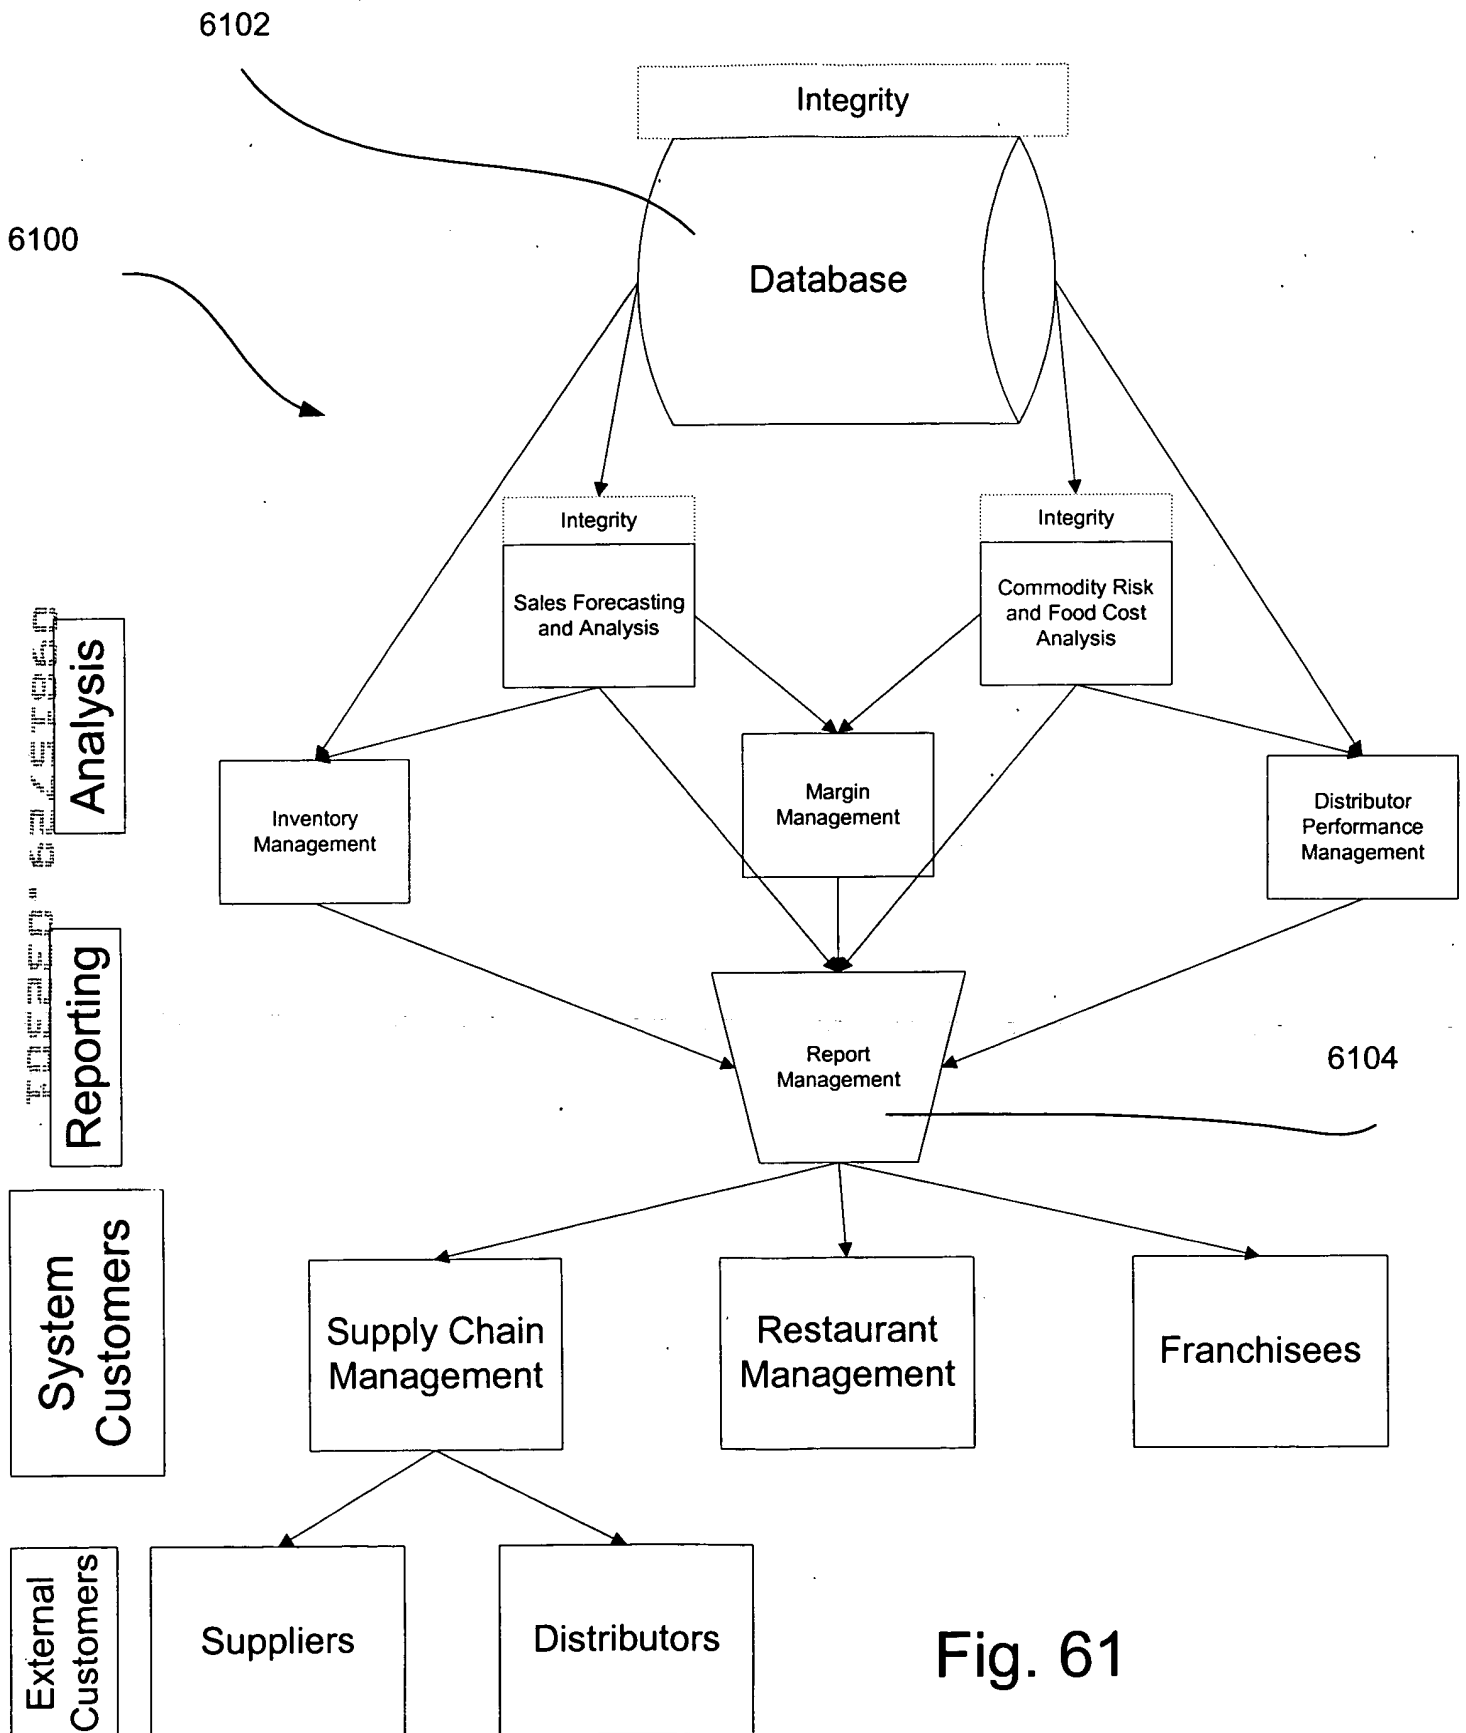 6102
Integrity
6100
Database
Integrity
Integrity
Sales Forecasting
and Analysis
Commodity Risk
and Food Cost
Analysis
Analysis
Inventory
Management
Margin
Management
Distributor
Performance
Management
Reporting
Report
Management
6104
System
Customers
Supply Chain
Management
Restaurant
Management
Franchisees
External
Customers
Suppliers
Distributors
Fig. 61